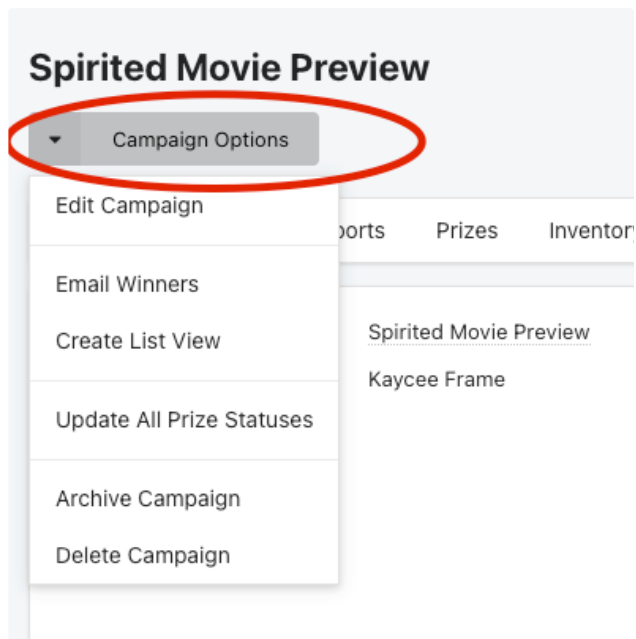 Spirited Movie Preview
Campaign Options
Edit Campaign
Prizes
Email Winners
Create List View
Spirited Movie Preview
Kaycee Frame
Update All Prize Statuses
Archive Campaign
Delete Campaign